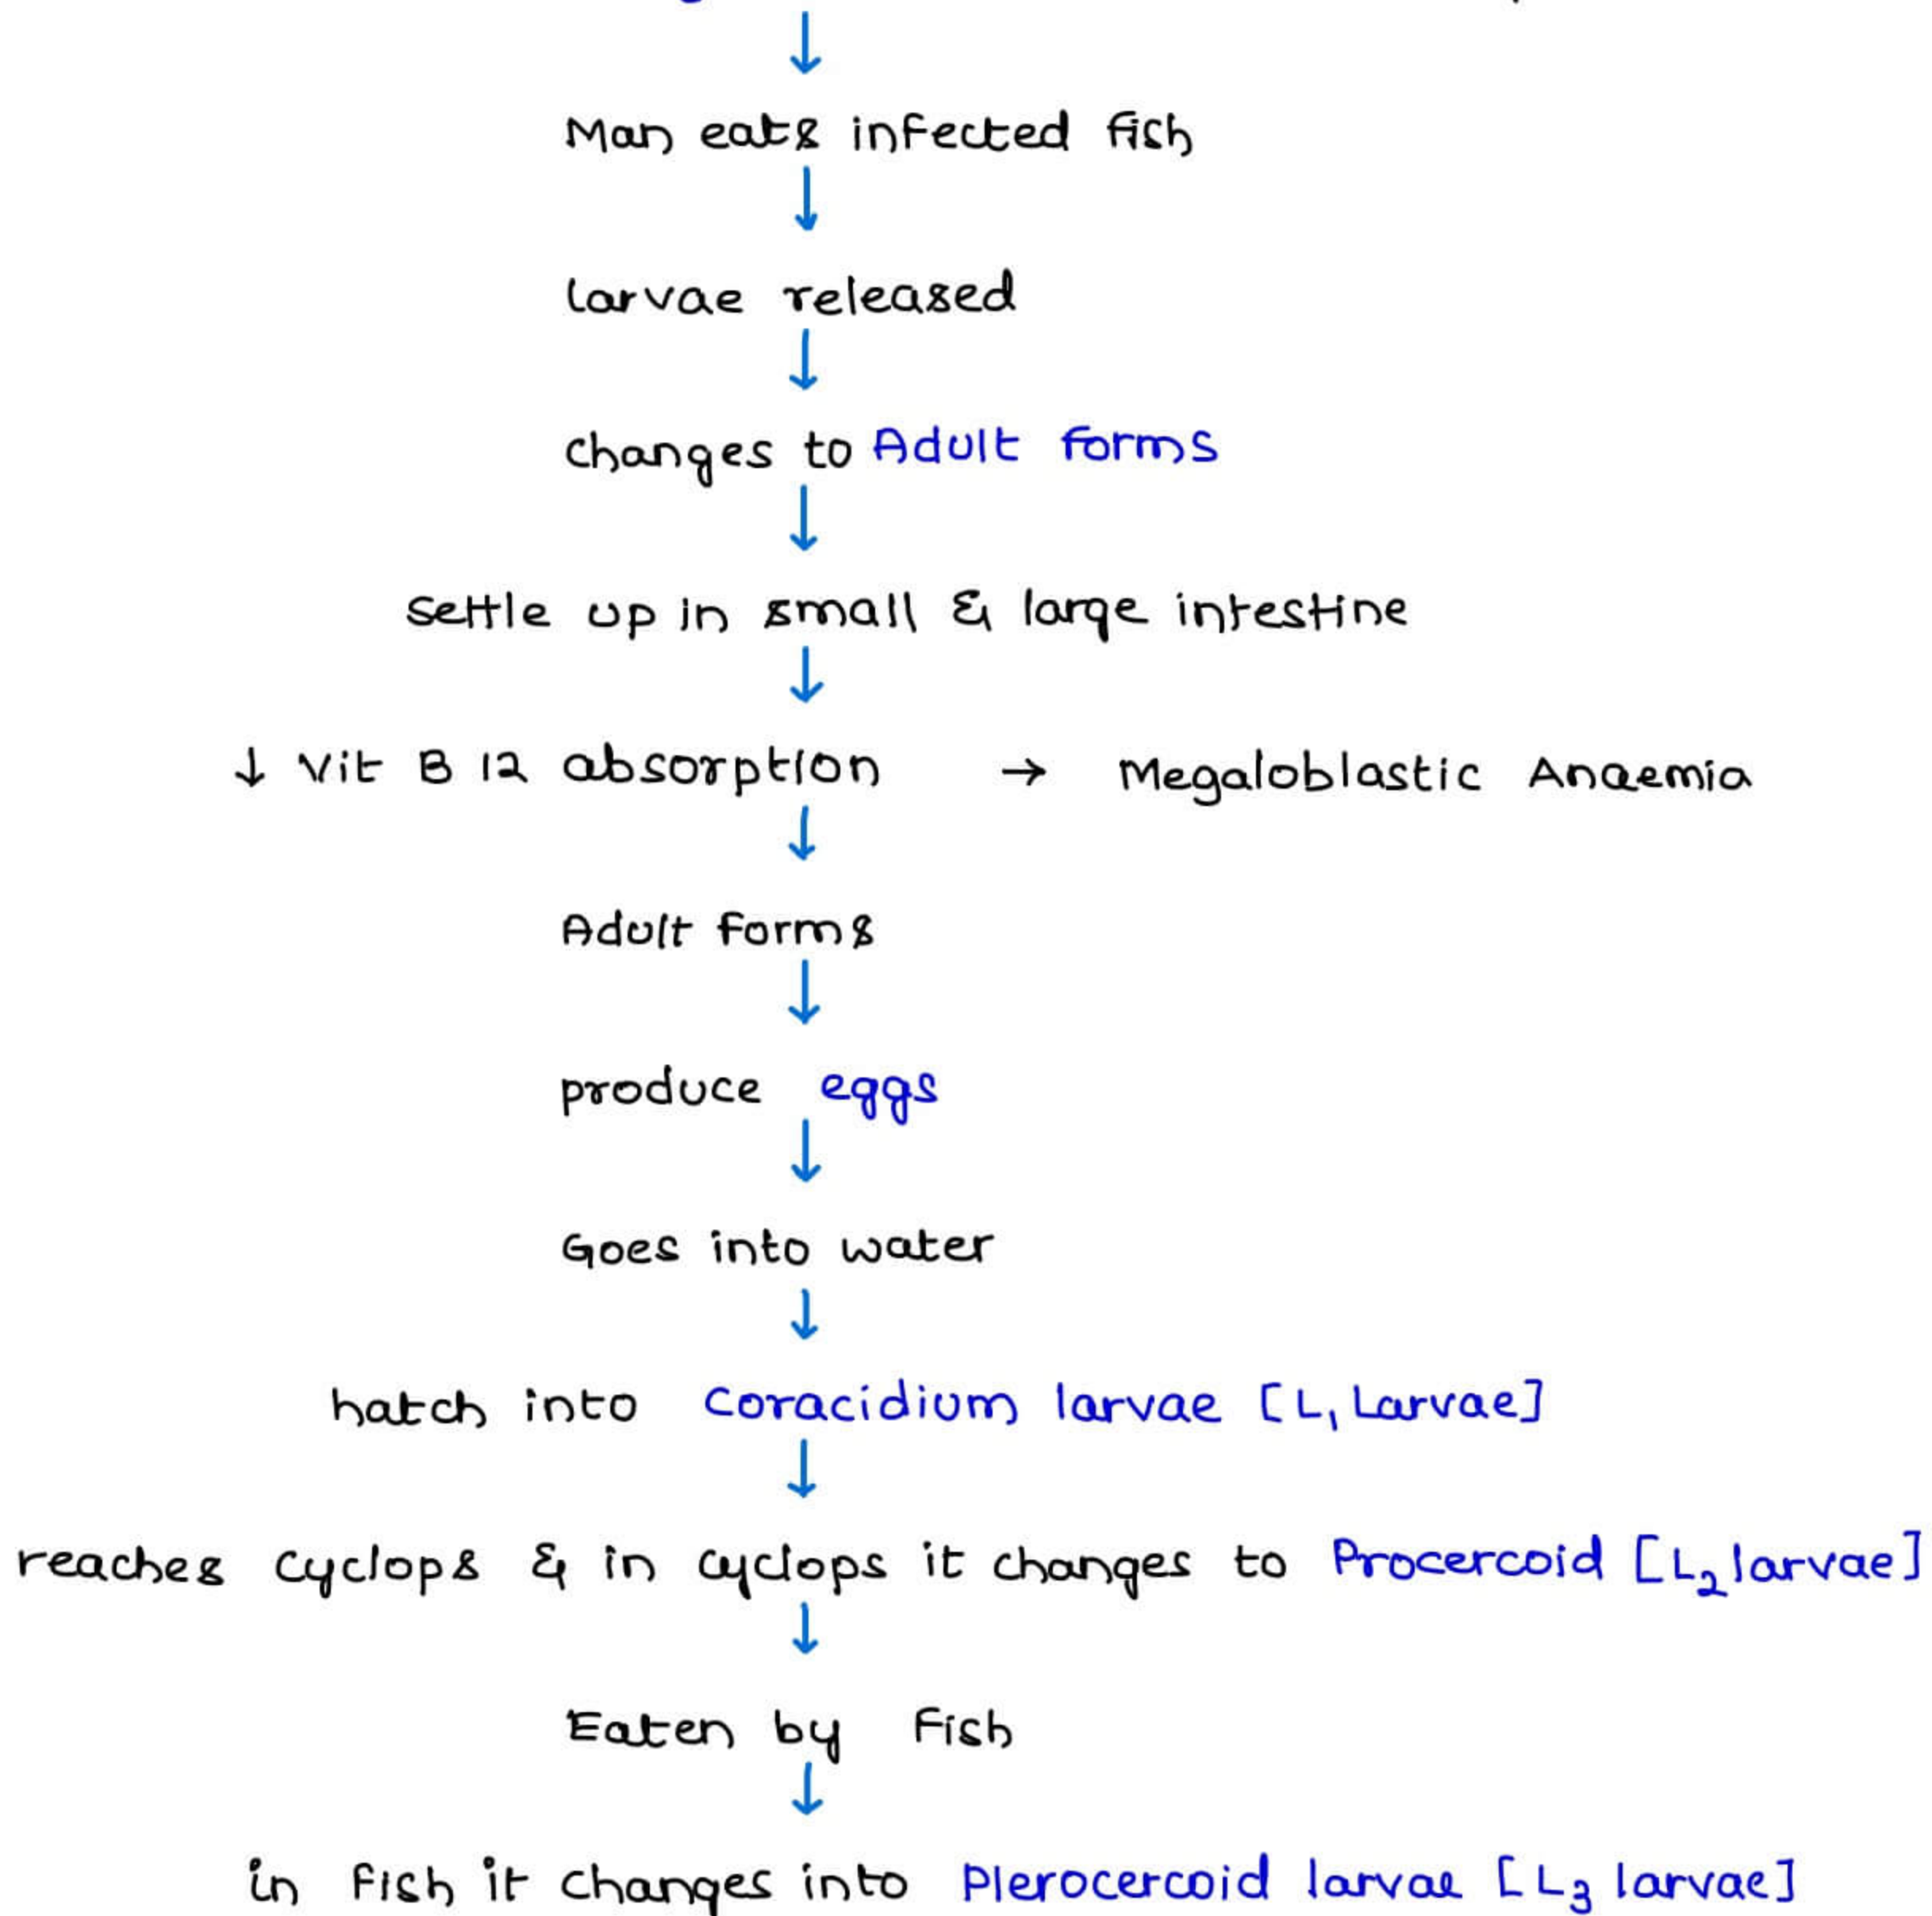 ↓
Man eats infected fish
↓
Larvae released
↓
changes to Adult forms
↓
settle up in small & large intestine
↓
↓ Vit B 12 absorption → Megaloblastic Anaemia
↓
Adult forms
↓
produce eggs
↓
Goes into water
↓
hatch into coracidium larvae [L₁ Larvae]
↓
reaches cyclops & in cyclops it changes to Procercoid [L₂ larvae]
↓
Eaten by Fish
↓
in fish it changes into Plerocercoid larvae [L₃ larvae]